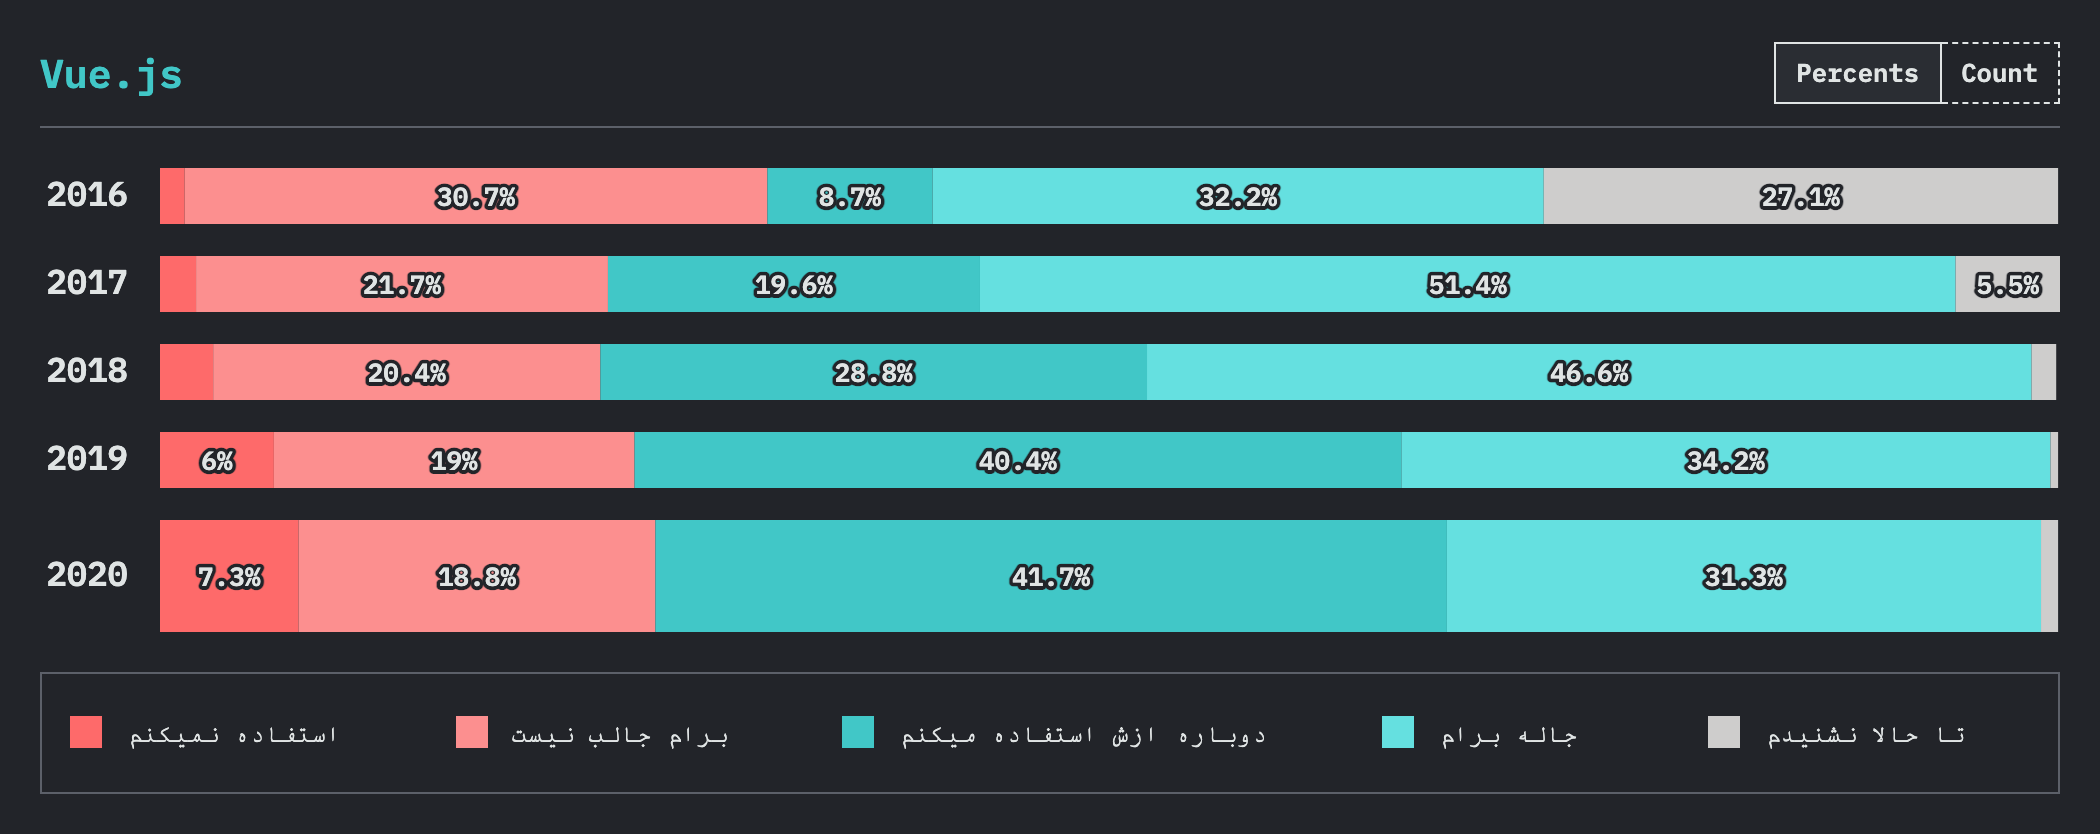 Vue.js
Percents Count
2016 30.7% 8.7% 32.2% 27.1%
2017 21.7% 19.6% 51.4% 5.5%
2018 20.4% 28.8% 46.6%
2019 6% 19% 40.4% 34.2%
2020 7.3% 18.8% 41.7% 31.3%
استفاده نمیکنم
برام جالب نیست
دوباره ازش استفاده میکنم
جاله برام
تا حالا نشنیدم